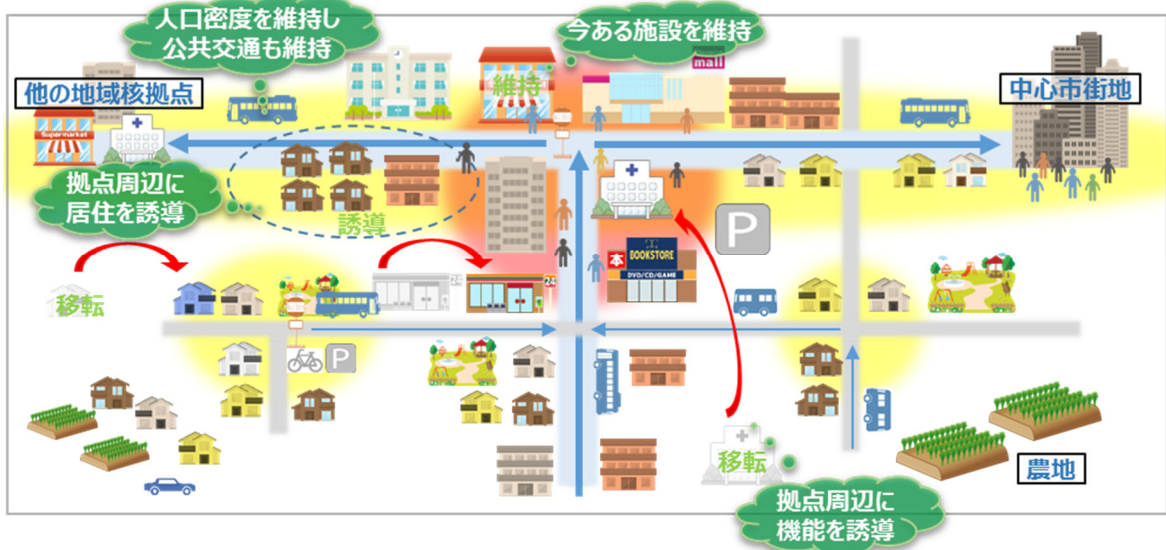 人口密度を維持し
公共交通も維持
今ある施設を維持
他の地域核拠点
維持
mall
中心市街地
Supermarket
拠点周辺に
居住を誘導
誘導
P
本
BOOKSTORE
DVD/CD/GAME
移転
P
移転
農地
拠点周辺に
機能を誘導